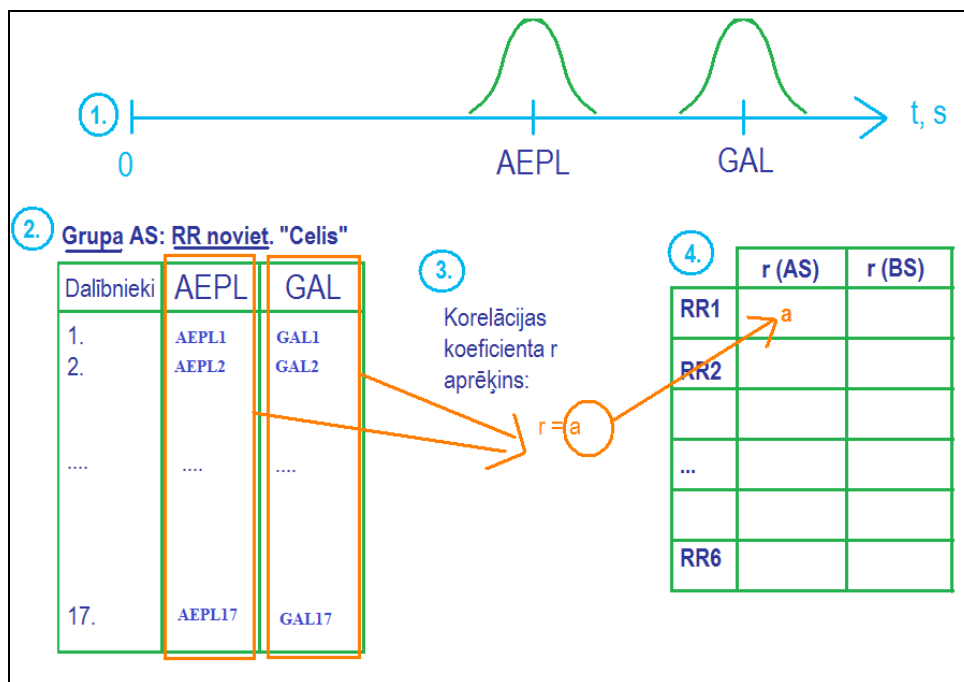 1.
t, s
0
AEPL
GAL
2.
Grupa AS: RR noviet. "Celis"
Dalībnieki AEPL GAL
1. AEPL1 GAL1
2. AEPL2 GAL2
.... .... ....
17. AEPL17 GAL17
3.
Korelācijas
koeficienta r
aprēķins:
r = a
4.
r (AS) r (BS)
RR1 a
RR2
...
RR6